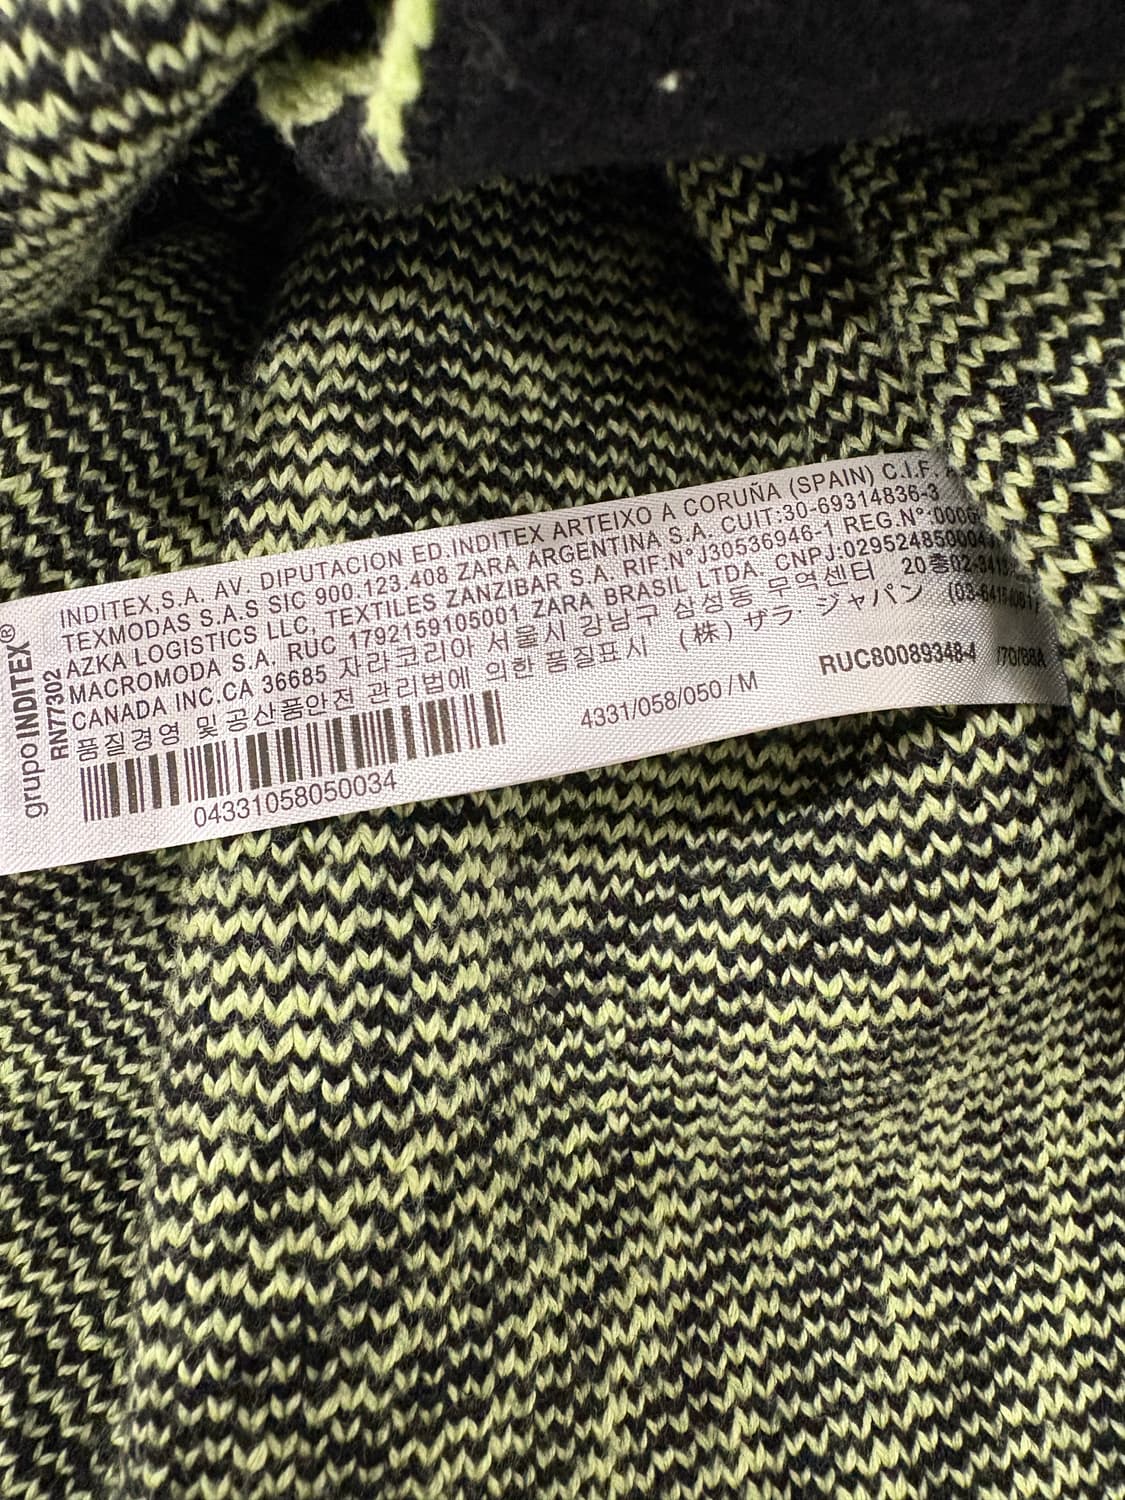 grupo INDITEX®
RN77302
INDITEX,S.A. AV. DIPUTACION ED.INDITEX ARTEIXO A CORUÑA (SPAIN) C.I.F.
TEXMODAS S.A.S SIC 900.123.408 ZARA ARGENTINA S.A. CUIT:30-69314836-3
AZKA LOGISTICS LLC, TEXTILES ZANZIBAR S.A. RIF.N°J30536946-1 REG.N°:
MACROMODA S.A. RUC 1792159105001 ZARA BRASIL LTDA. CNPJ:
CANADA INC.CA 36685 자라코리아 서울시 강남구 삼성동 무역센터 20층
품질경영 및공산품안전 관리법에 의한 품질표시 (株) ザラ・ジャパン
04331058050034
4331/058/050 / M
RUC800893484